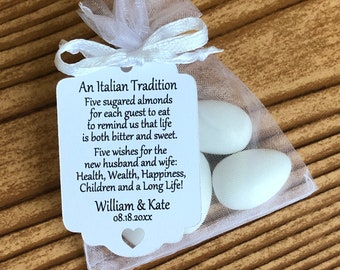 An Italian Tradition
Five sugared almonds
for each guest to eat
to remind us that life
is both bitter and sweet.
Five wishes for the
new husband and wife:
Health, Wealth, Happiness,
Children and a Long Life!
William & Kate
08.18.20xx